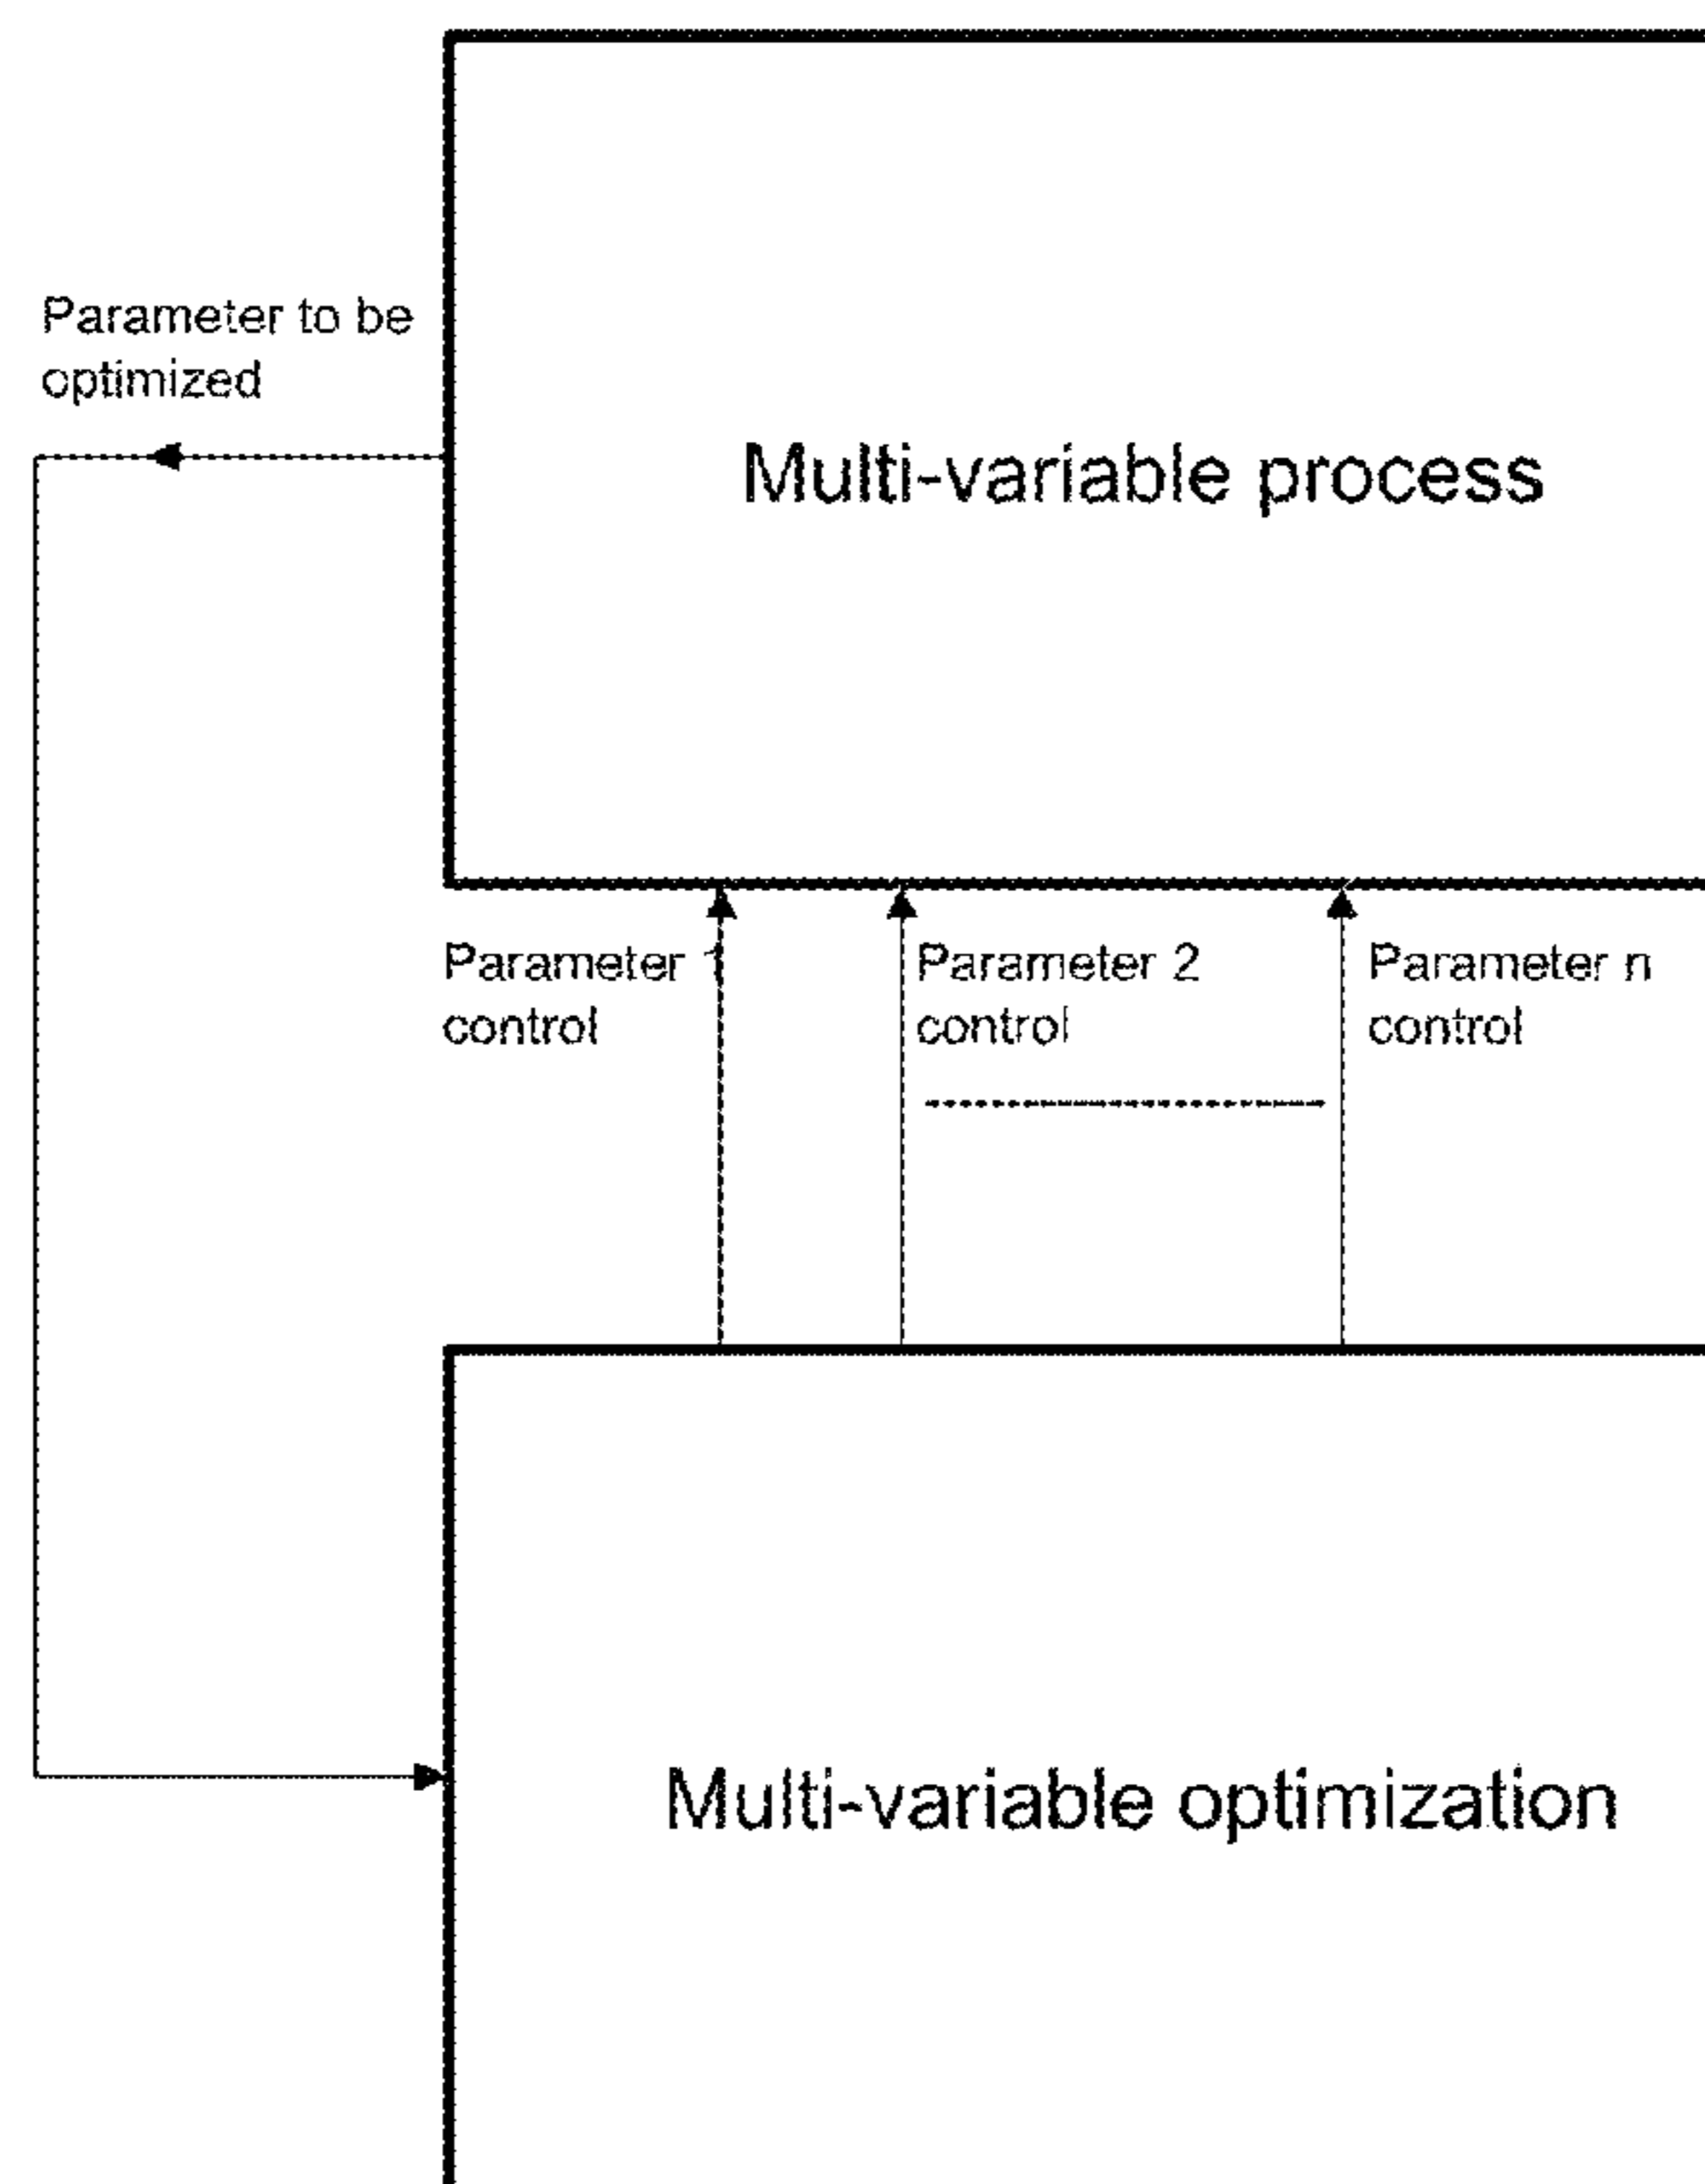 Parameter to be
optimized
Multi-variable process
Parameter 1
control
Parameter 2
control
Parameter n
control
Multi-variable optimization